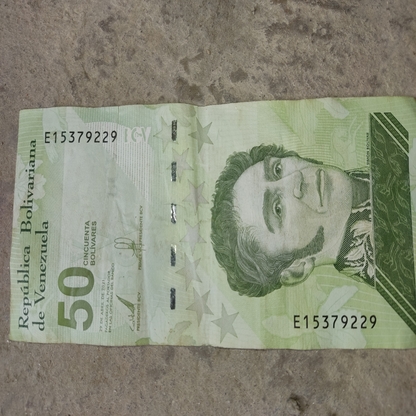 República Bolivariana
de Venezuela
50
CINCUENTA
BOLÍVARES
E15379229
E15379229